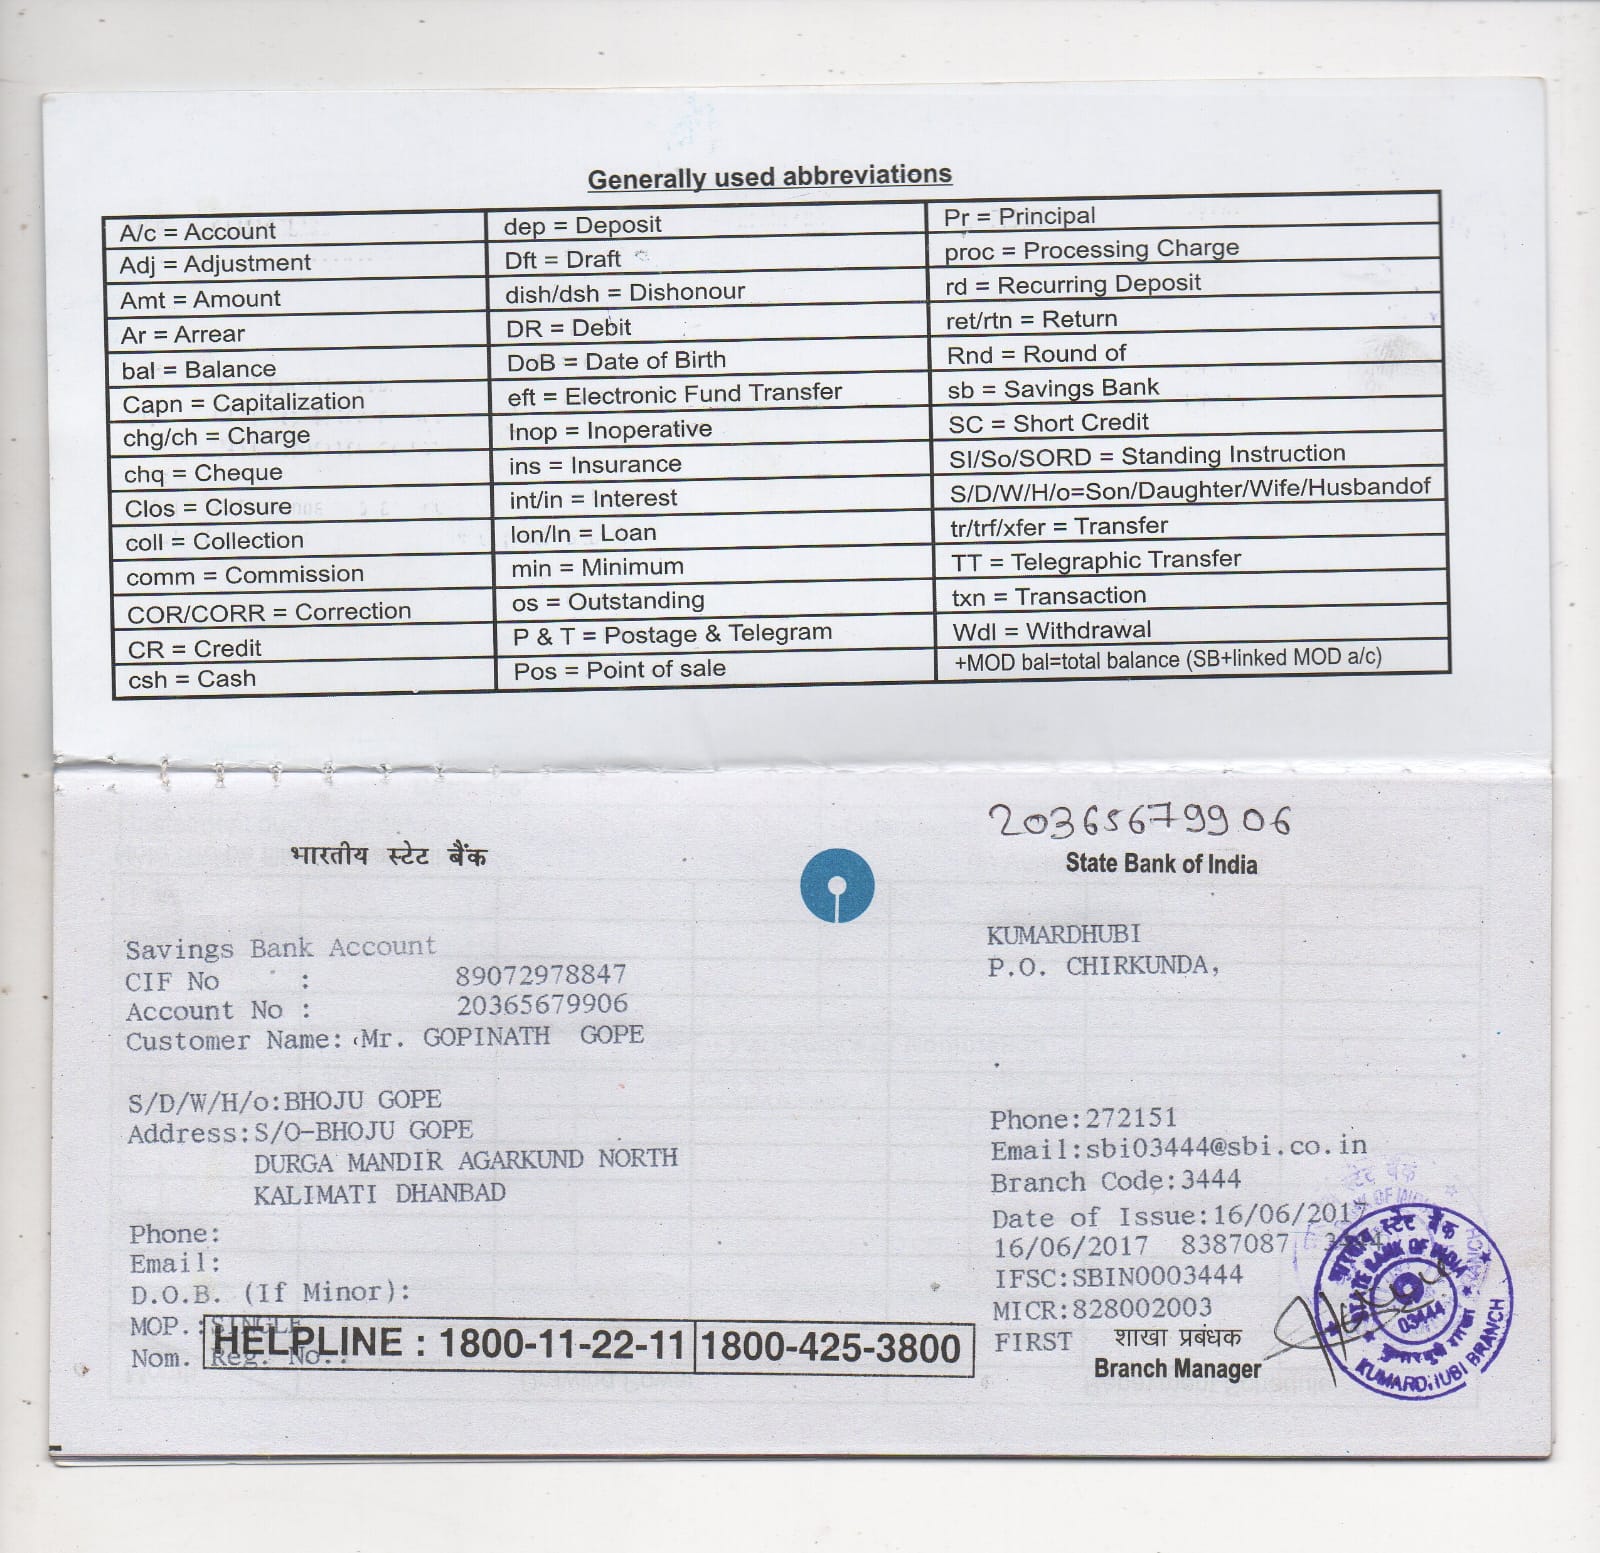 Generally used abbreviations
A/c = Account
Adj = Adjustment
Amt = Amount
Ar = Arrear
bal = Balance
Capn = Capitalization
chg/ch = Charge
chq = Cheque
Clos = Closure
coll = Collection
comm = Commission
COR/CORR = Correction
CR = Credit
csh = Cash
dep = Deposit
Dft = Draft
dish/dsh = Dishonour
DR = Debit
DoB = Date of Birth
eft = Electronic Fund Transfer
Inop = Inoperative
ins = Insurance
int/in = Interest
lon/ln = Loan
min = Minimum
os = Outstanding
P & T = Postage & Telegram
Pos = Point of sale
Pr = Principal
proc = Processing Charge
rd = Recurring Deposit
ret/rtn = Return
Rnd = Round of
sb = Savings Bank
SC = Short Credit
SI/So/SORD = Standing Instruction
S/D/W/H/o=Son/Daughter/Wife/Husbandof
tr/trf/xfer = Transfer
TT = Telegraphic Transfer
txn = Transaction
Wdl = Withdrawal
+MOD bal=total balance (SB+linked MOD a/c)
20365679906
भारतीय स्टेट बैंक
State Bank of India
Savings Bank Account
CIF No : 89072978847
Account No : 20365679906
Customer Name: Mr. GOPINATH GOPE
S/D/W/H/o:BHOJU GOPE
Address:S/O-BHOJU GOPE
DURGA MANDIR AGARKUND NORTH
KALIMATI DHANBAD
Phone:
Email:
D.O.B. (If Minor):
MOP.:SINGLE
Nom. Reg. No.:
HELPLINE : 1800-11-22-11 1800-425-3800
KUMARDHUBI
P.O. CHIRKUNDA,
Phone:272151
Email:sbi03444@sbi.co.in
Branch Code:3444
Date of Issue:16/06/2017
16/06/2017 8387087 3444
IFSC:SBIN0003444
MICR:828002003
FIRST
शाखा प्रबंधक
Branch Manager
भारतीय स्टेट बैंक
STATE BANK OF INDIA
03444
KUMARDHUBI BRANCH